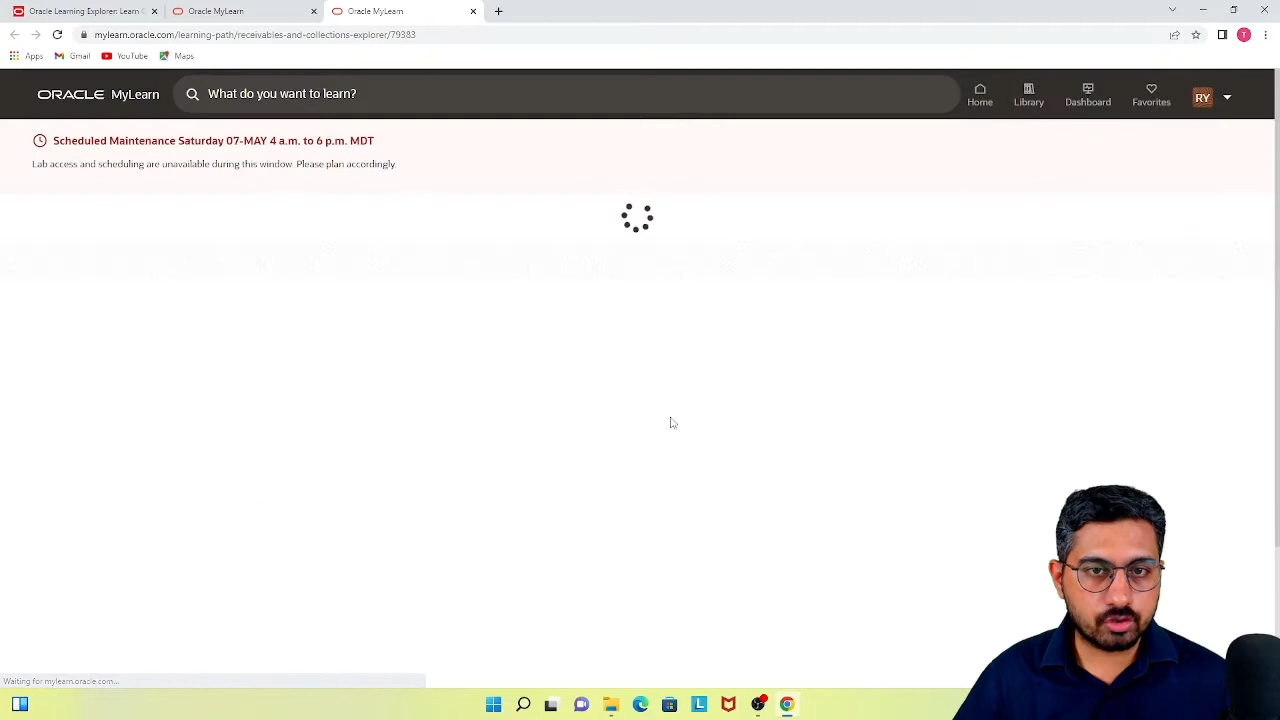 Oracle Learning Explorer: Learn C
Oracle MyLearn
Oracle MyLearn
mylearn.oracle.com/learning-path/receivables-and-collections-explorer/79383
T
Apps
Gmail
YouTube
Maps
ORACLE MyLearn
What do you want to learn?
Home
Library
Dashboard
Favorites
RY
Scheduled Maintenance Saturday 07-MAY 4 a.m. to 6 p.m. MDT
Lab access and scheduling are unavailable during this window. Please plan accordingly.
Waiting for mylearn.oracle.com...
L